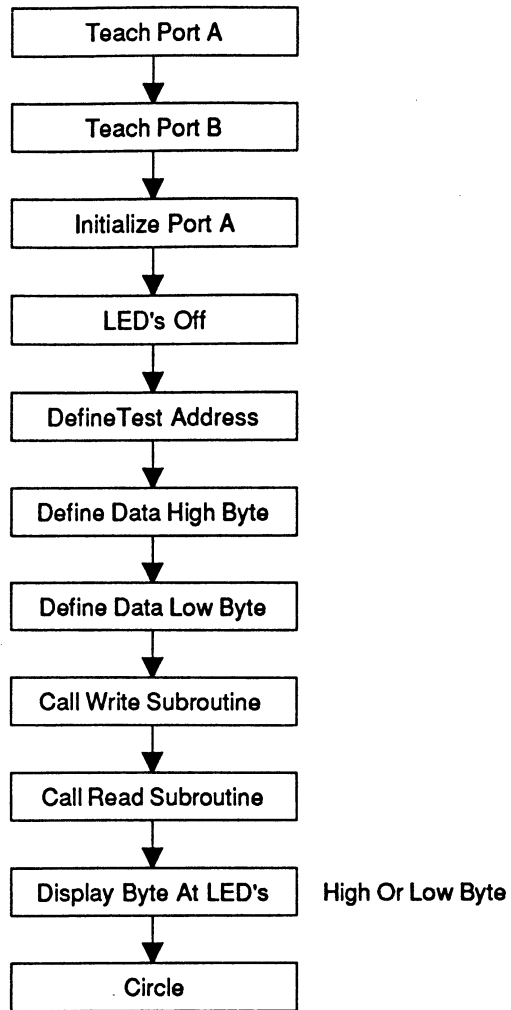 Teach Port A
Teach Port B
Initialize Port A
LED's Off
DefineTest Address
Define Data High Byte
Define Data Low Byte
Call Write Subroutine
Call Read Subroutine
Display Byte At LED's High Or Low Byte
Circle